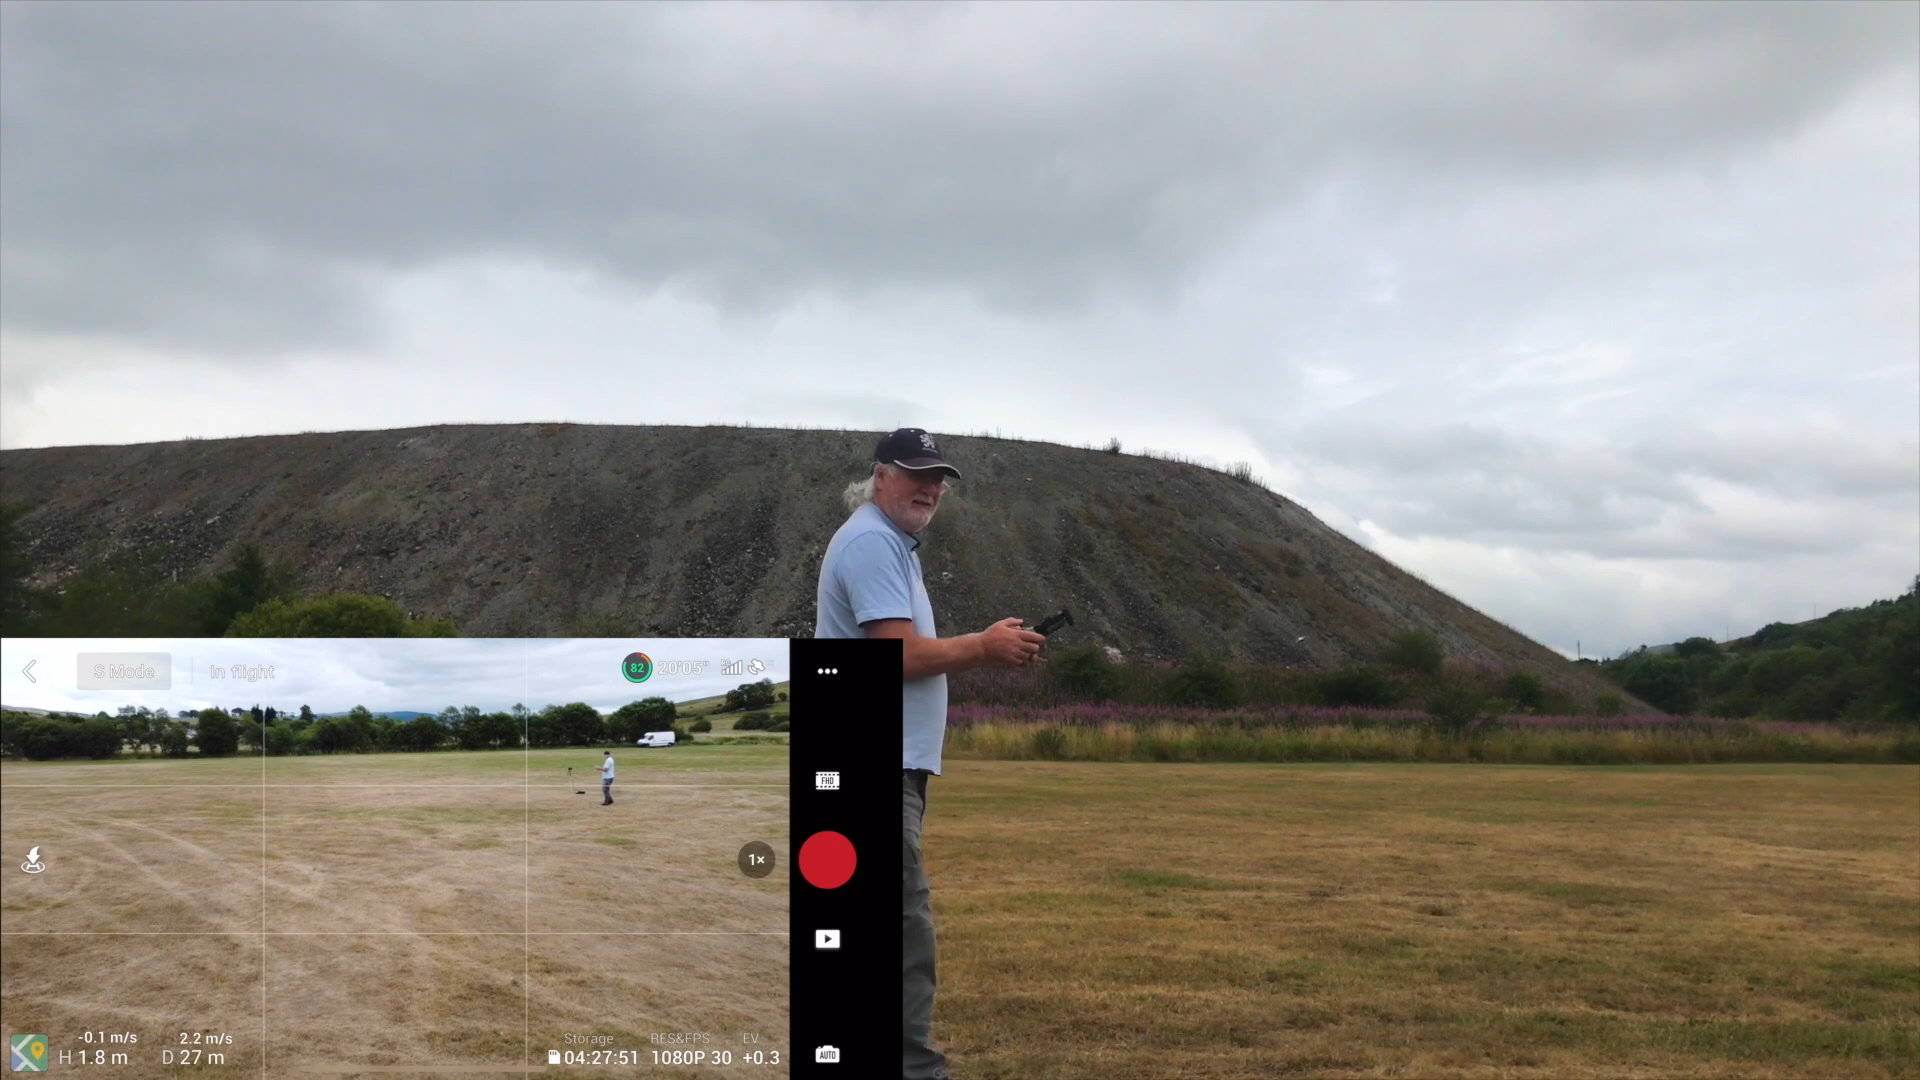 S Mode In flight 82 20'05"
FHD
1×
-0.1 m/s 2.2 m/s
H 1.8 m D 27 m
Storage RES&FPS EV
04:27:51 1080P 30 +0.3
AUTO